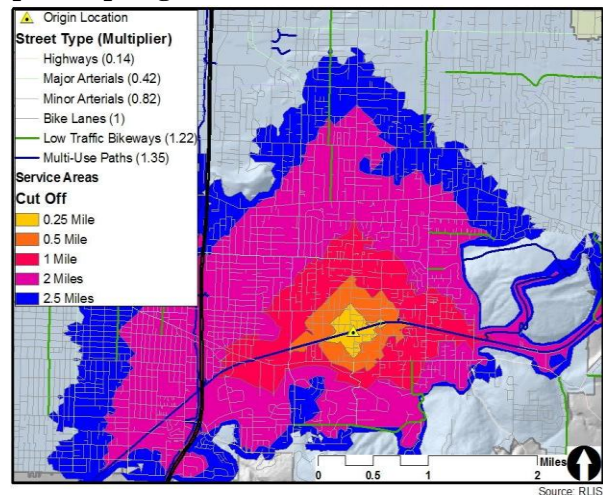 Origin Location
Street Type (Multiplier)
Highways (0.14)
Major Arterials (0.42)
Minor Arterials (0.82)
Bike Lanes (1)
Low Traffic Bikeways (1.22)
Multi-Use Paths (1.35)
Service Areas
Cut Off
0.25 Mile
0.5 Mile
1 Mile
2 Miles
2.5 Miles
Miles
0 0.5 1 2
Source: RLIS